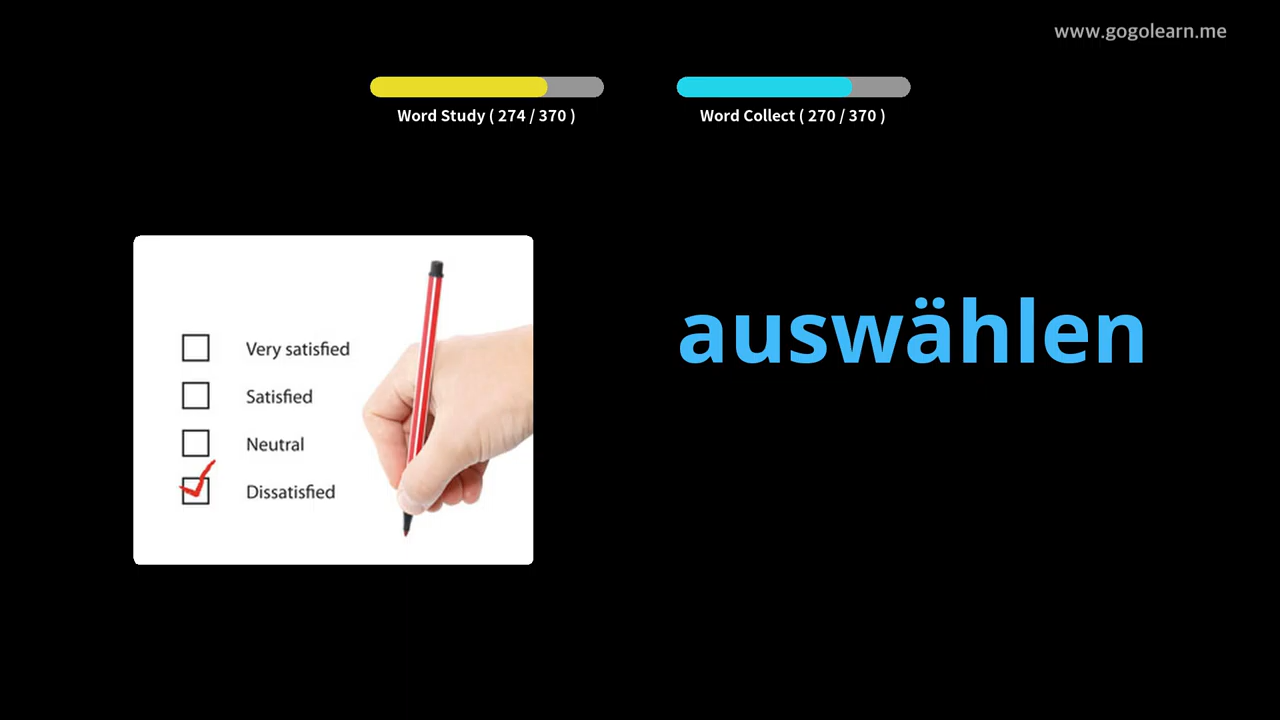 www.gogolearn.me
Word Study ( 274 / 370 )
Word Collect ( 270 / 370 )
Very satisfied
Satisfied
Neutral
Dissatisfied
auswählen